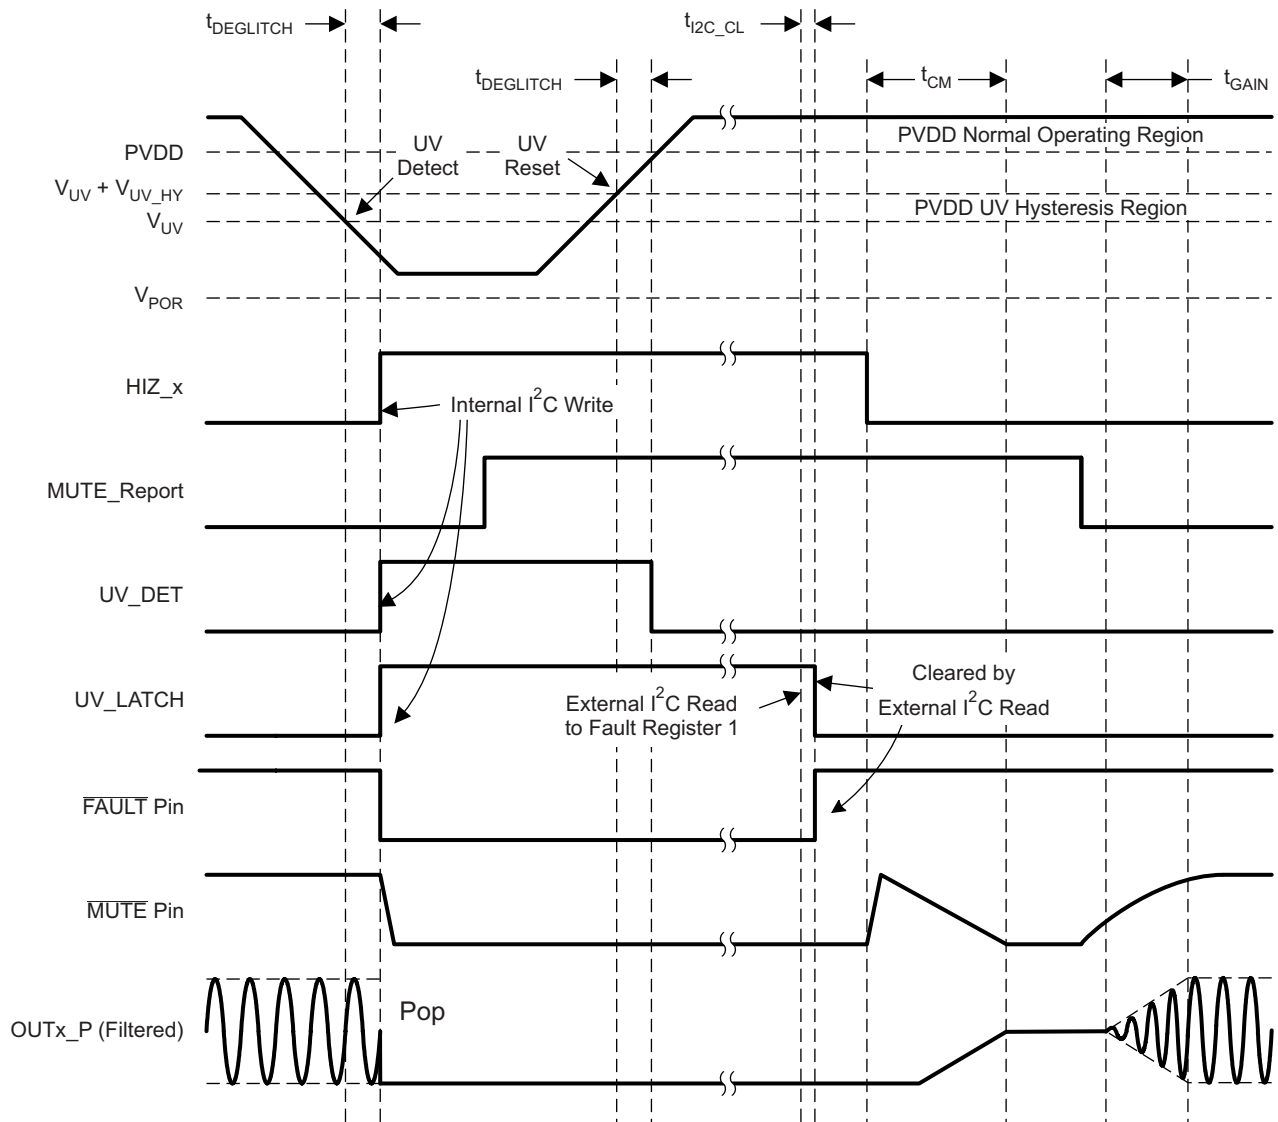 tDEGLITCH
tI2C_CL
tDEGLITCH
tCM
tGAIN
PVDD Normal Operating Region
UV
Detect
UV
Reset
PVDD
VUV + VUV_HY
PVDD UV Hysteresis Region
VUV
VPOR
HIZ_x
Internal I2C Write
MUTE_Report
UV_DET
Cleared by
External I2C Read
UV_LATCH
External I2C Read
to Fault Register 1
FAULT Pin
MUTE Pin
Pop
OUTx_P (Filtered)